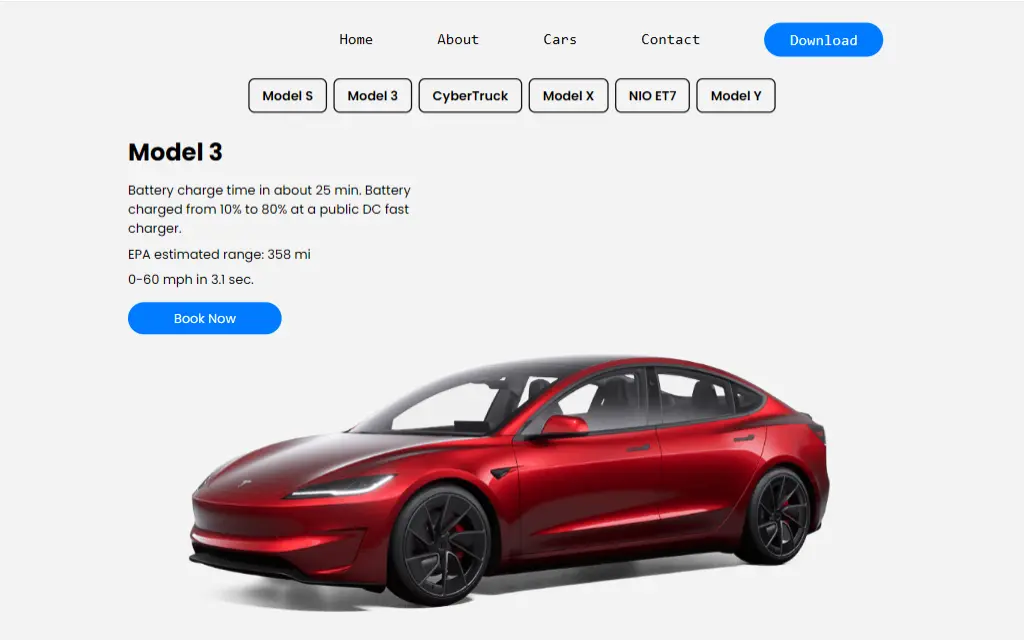 Home About Cars Contact Download
Model S Model 3 CyberTruck Model X NIO ET7 Model Y
Model 3
Battery charge time in about 25 min. Battery
charged from 10% to 80% at a public DC fast
charger.
EPA estimated range: 358 mi
0-60 mph in 3.1 sec.
Book Now